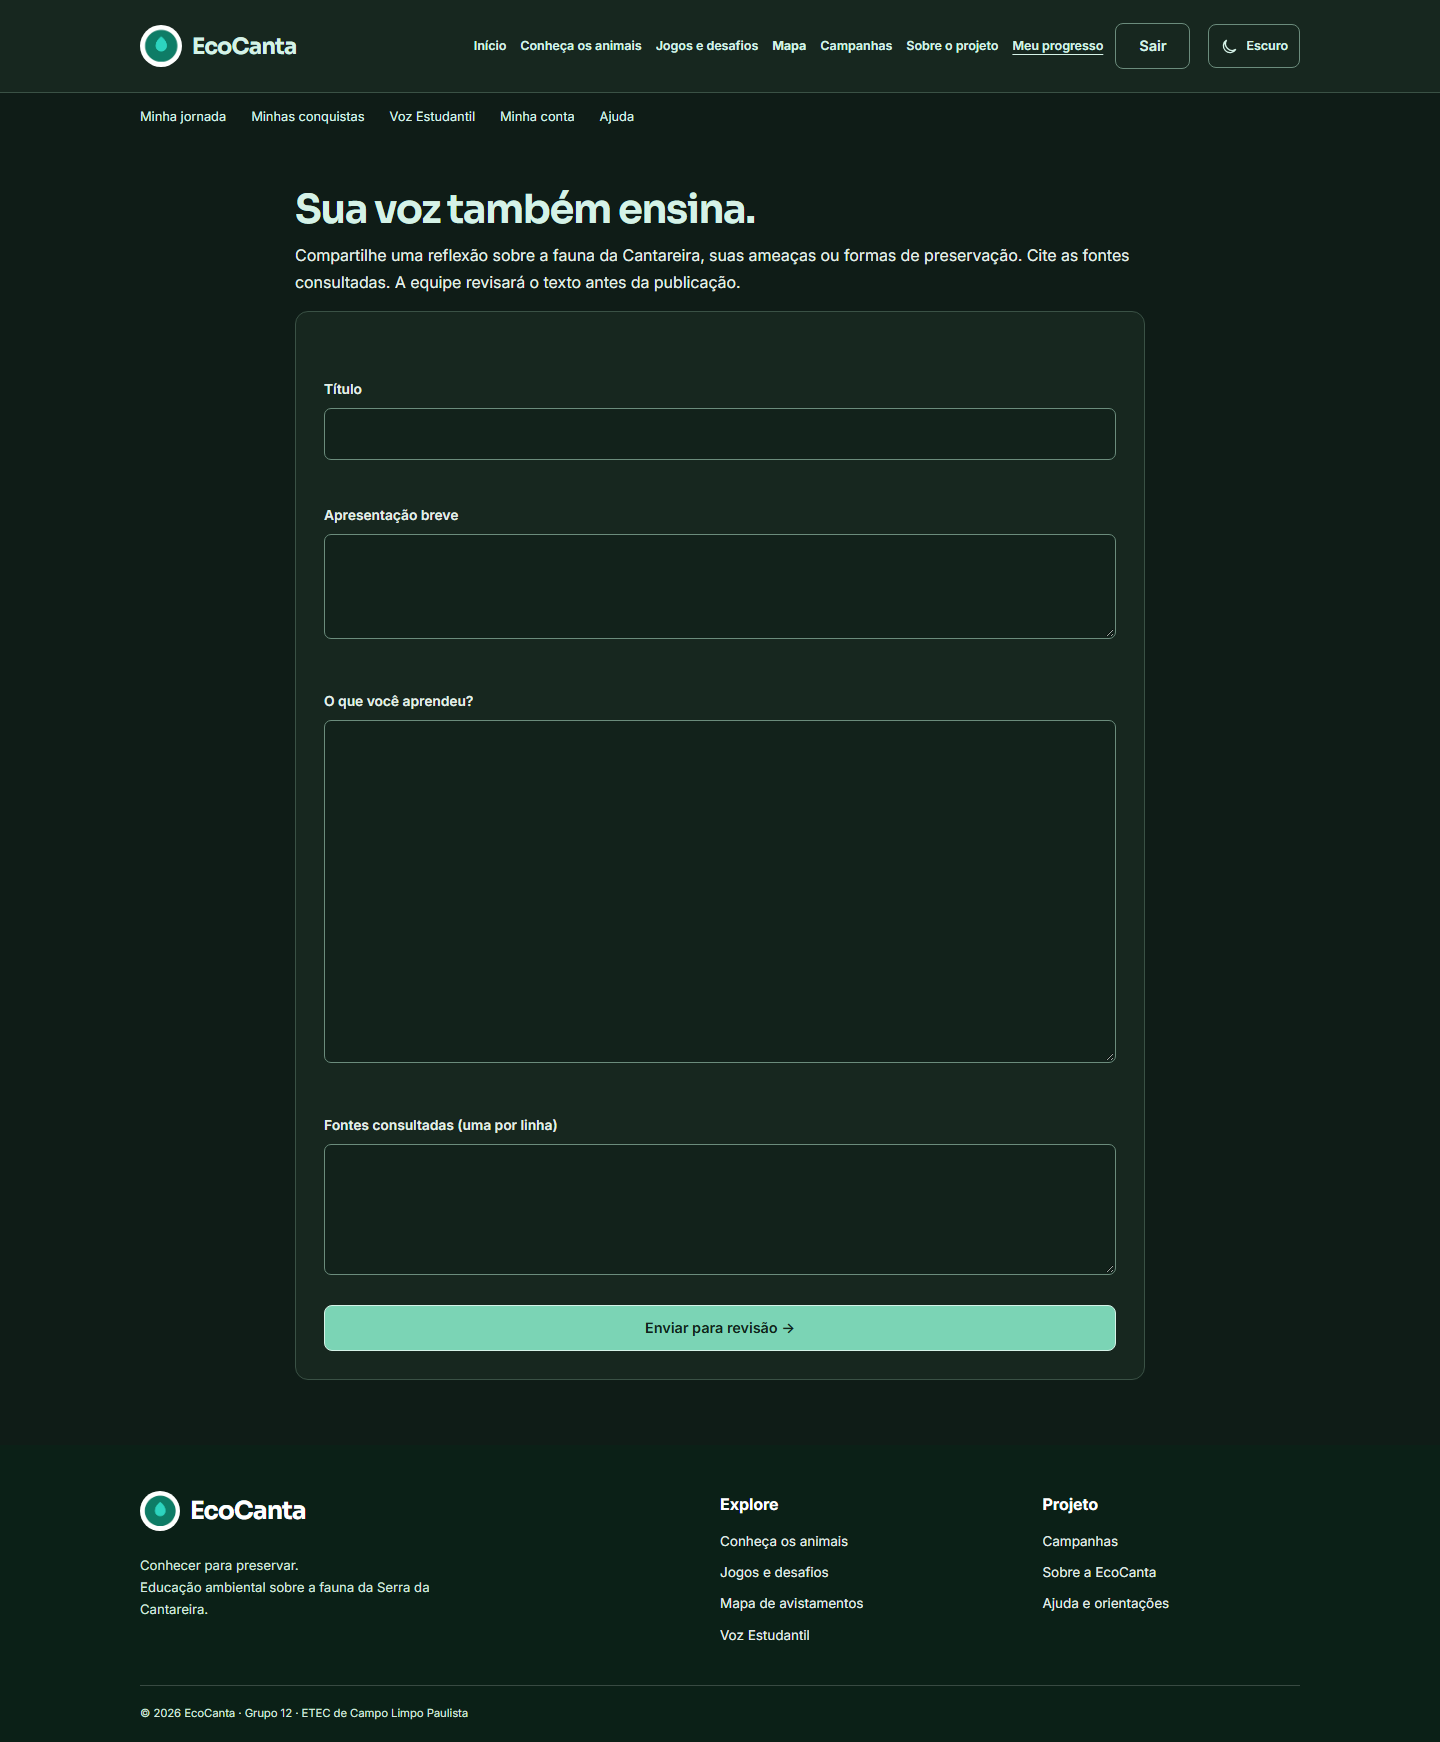 EcoCanta
Início Conheça os animais Jogos e desafios Mapa Campanhas Sobre o projeto Meu progresso Sair Escuro
Minha jornada Minhas conquistas Voz Estudantil Minha conta Ajuda
Sua voz também ensina.
Compartilhe uma reflexão sobre a fauna da Cantareira, suas ameaças ou formas de preservação. Cite as fontes
consultadas. A equipe revisará o texto antes da publicação.
Título
Apresentação breve
O que você aprendeu?
Fontes consultadas (uma por linha)
Enviar para revisão →
EcoCanta
Conhecer para preservar.
Educação ambiental sobre a fauna da Serra da
Cantareira.
Explore
Conheça os animais
Jogos e desafios
Mapa de avistamentos
Voz Estudantil
Projeto
Campanhas
Sobre a EcoCanta
Ajuda e orientações
© 2026 EcoCanta · Grupo 12 · ETEC de Campo Limpo Paulista